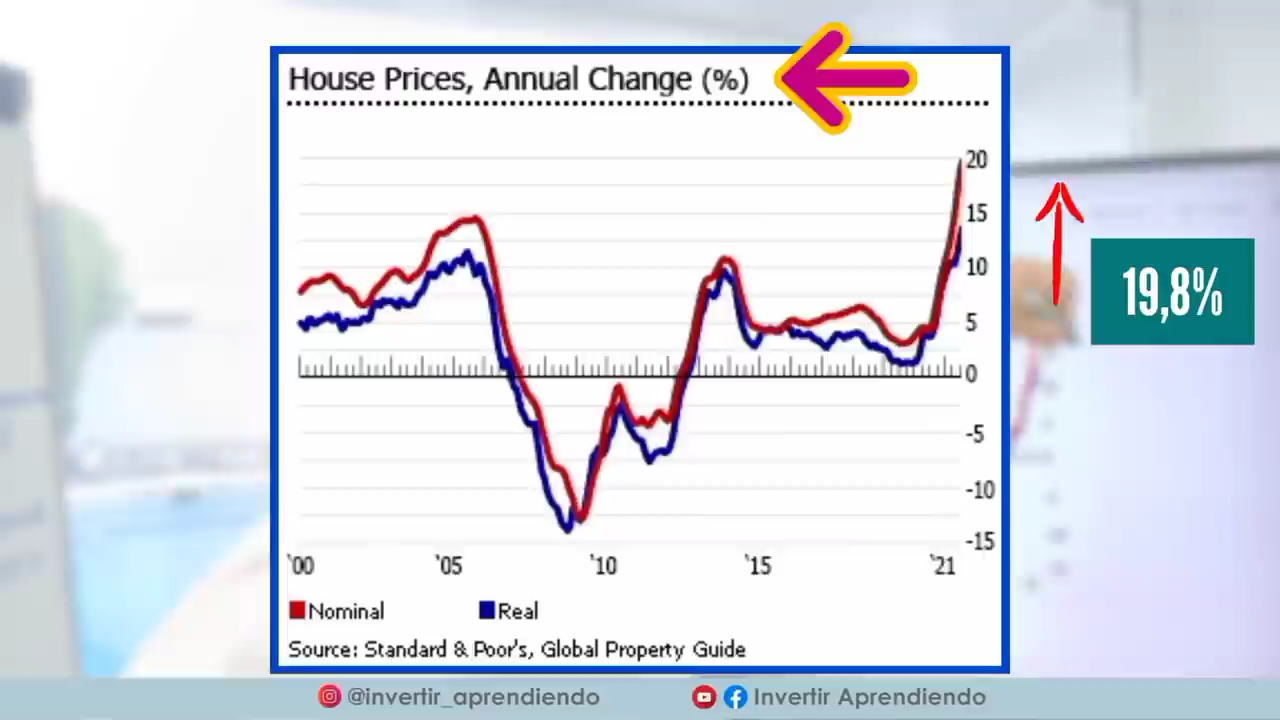 House Prices, Annual Change (%)
20
15
10
5
0
-5
-10
-15
'00 '05 '10 '15 '21
Nominal Real
Source: Standard & Poor's, Global Property Guide
19,8%
@invertir_aprendiendo Invertir Aprendiendo